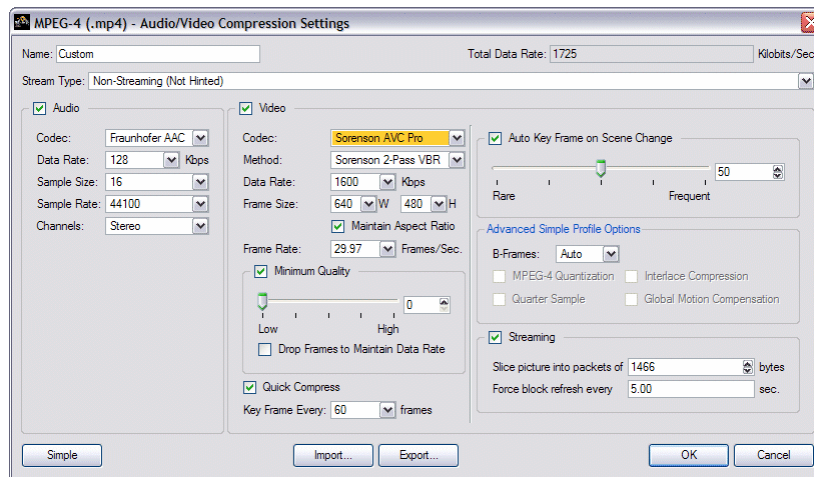 MPEG-4 (.mp4) - Audio/Video Compression Settings
Name: Custom
Total Data Rate: 1725 Kilobits/Sec
Stream Type: Non-Streaming (Not Hinted)
Audio
Codec: Fraunhofer AAC
Data Rate: 128 Kbps
Sample Size: 16
Sample Rate: 44100
Channels: Stereo
Video
Codec: Sorenson AVC Pro
Method: Sorenson 2-Pass VBR
Data Rate: 1600 Kbps
Frame Size: 640 W 480 H
Maintain Aspect Ratio
Frame Rate: 29.97 Frames/Sec.
Minimum Quality
0
Low High
Drop Frames to Maintain Data Rate
Quick Compress
Key Frame Every: 60 frames
Auto Key Frame on Scene Change
50
Rare Frequent
Advanced Simple Profile Options
B-Frames: Auto
MPEG-4 Quantization Interlace Compression
Quarter Sample Global Motion Compensation
Streaming
Slice picture into packets of 1466 bytes
Force block refresh every 5.00 sec.
Simple Import... Export... OK Cancel